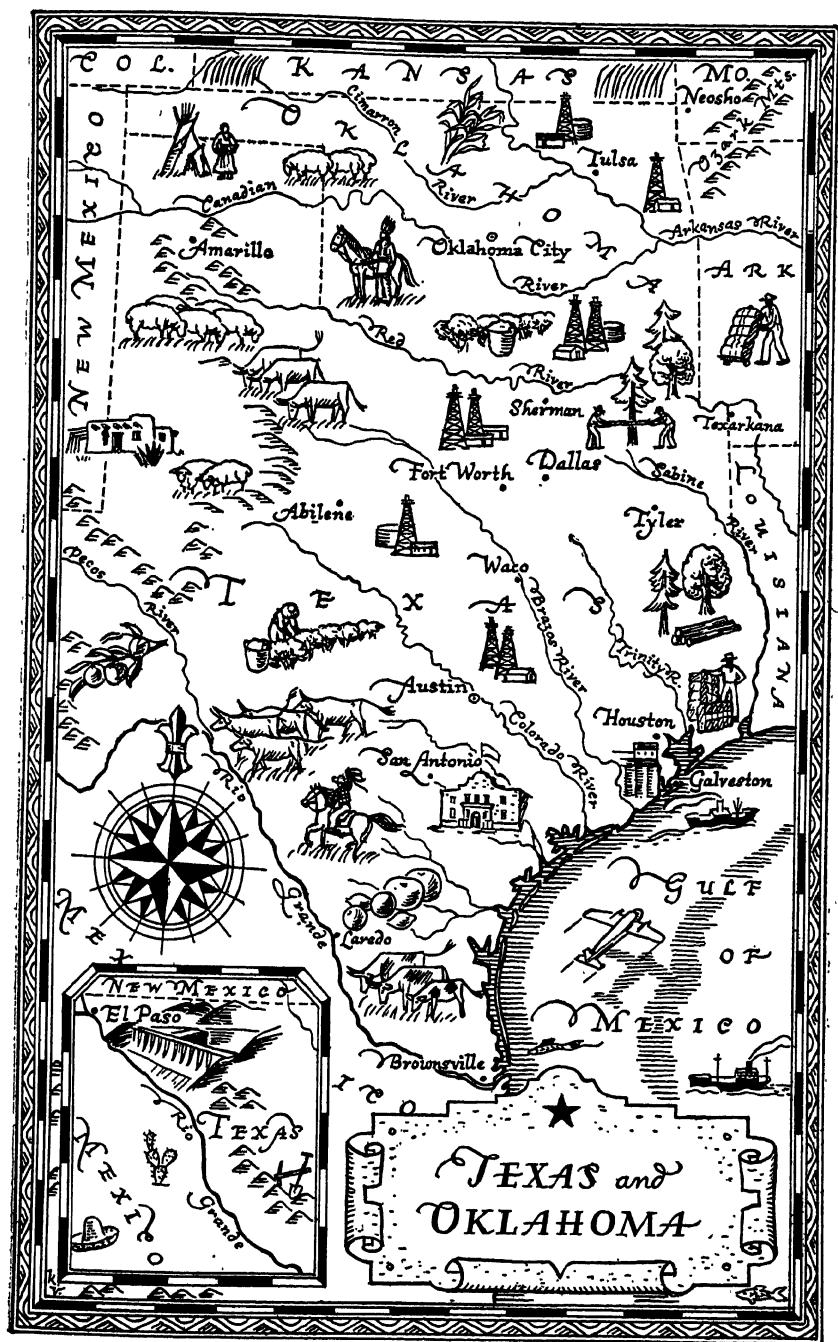 COL.
KANSAS
MO.
Neosho
Ozark Mts.
NEW MEXICO
Cimarron
River
OKLAHOMA
Tulsa
Canadian
River
Arkansas River
Amarillo
Oklahoma City
ARK
Red
River
Sherman
Texarkana
Fort Worth
Dallas
Sabine
River
LOUISIANA
Abilene
Tyler
Pecos
River
Waco
TEXAS
Brazos River
Trinity R.
Austin
Colorado River
Houston
San Antonio
Galveston
Rio
Grande
GULF
OF
MEXICO
Laredo
MEXICO
Brownsville
NEW MEXICO
El Paso
Rio
Grande
TEXAS
MEXICO
TEXAS and
OKLAHOMA